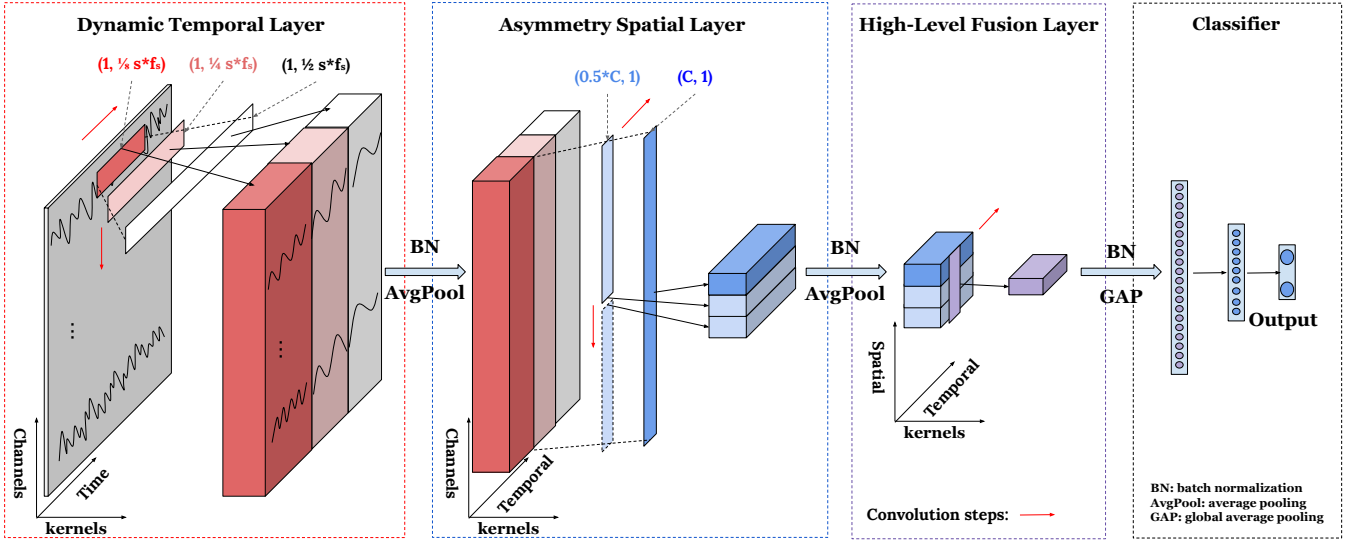 Dynamic Temporal Layer
(1, ⅛ s*fₛ)
(1, ¼ s*fₛ)
(1, ½ s*fₛ)
...
Channels
Time
kernels
BN
AvgPool
Asymmetry Spatial Layer
(0.5*C, 1)
(C, 1)
Channels
Temporal
kernels
BN
AvgPool
High-Level Fusion Layer
Spatial
Temporal
kernels
Convolution steps:
BN
GAP
Classifier
Output
BN: batch normalization
AvgPool: average pooling
GAP: global average pooling
...